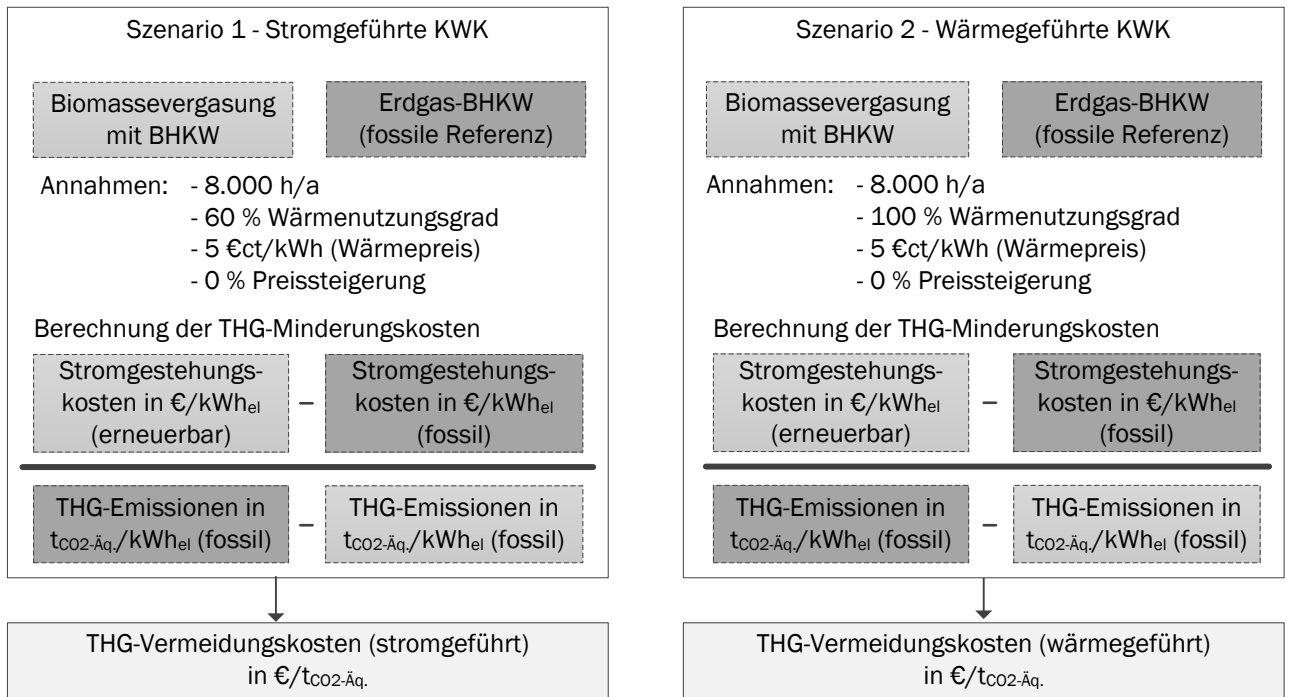 Szenario 1 - Stromgeführte KWK
Biomassevergasung
mit BHKW
Erdgas-BHKW
(fossile Referenz)
Annahmen: - 8.000 h/a
- 60 % Wärmenutzungsgrad
- 5 €ct/kWh (Wärmepreis)
- 0 % Preissteigerung
Berechnung der THG-Minderungskosten
Stromgestehungs-
kosten in €/kWhel
(erneuerbar)
–
Stromgestehungs-
kosten in €/kWhel
(fossil)
THG-Emissionen in
tCO2-Äq./kWhel (fossil)
–
THG-Emissionen in
tCO2-Äq./kWhel (fossil)
THG-Vermeidungskosten (stromgeführt)
in €/tCO2-Äq.
Szenario 2 - Wärmegeführte KWK
Biomassevergasung
mit BHKW
Erdgas-BHKW
(fossile Referenz)
Annahmen: - 8.000 h/a
- 100 % Wärmenutzungsgrad
- 5 €ct/kWh (Wärmepreis)
- 0 % Preissteigerung
Berechnung der THG-Minderungskosten
Stromgestehungs-
kosten in €/kWhel
(erneuerbar)
–
Stromgestehungs-
kosten in €/kWhel
(fossil)
THG-Emissionen in
tCO2-Äq./kWhel (fossil)
–
THG-Emissionen in
tCO2-Äq./kWhel (fossil)
THG-Vermeidungskosten (wärmegeführt)
in €/tCO2-Äq.